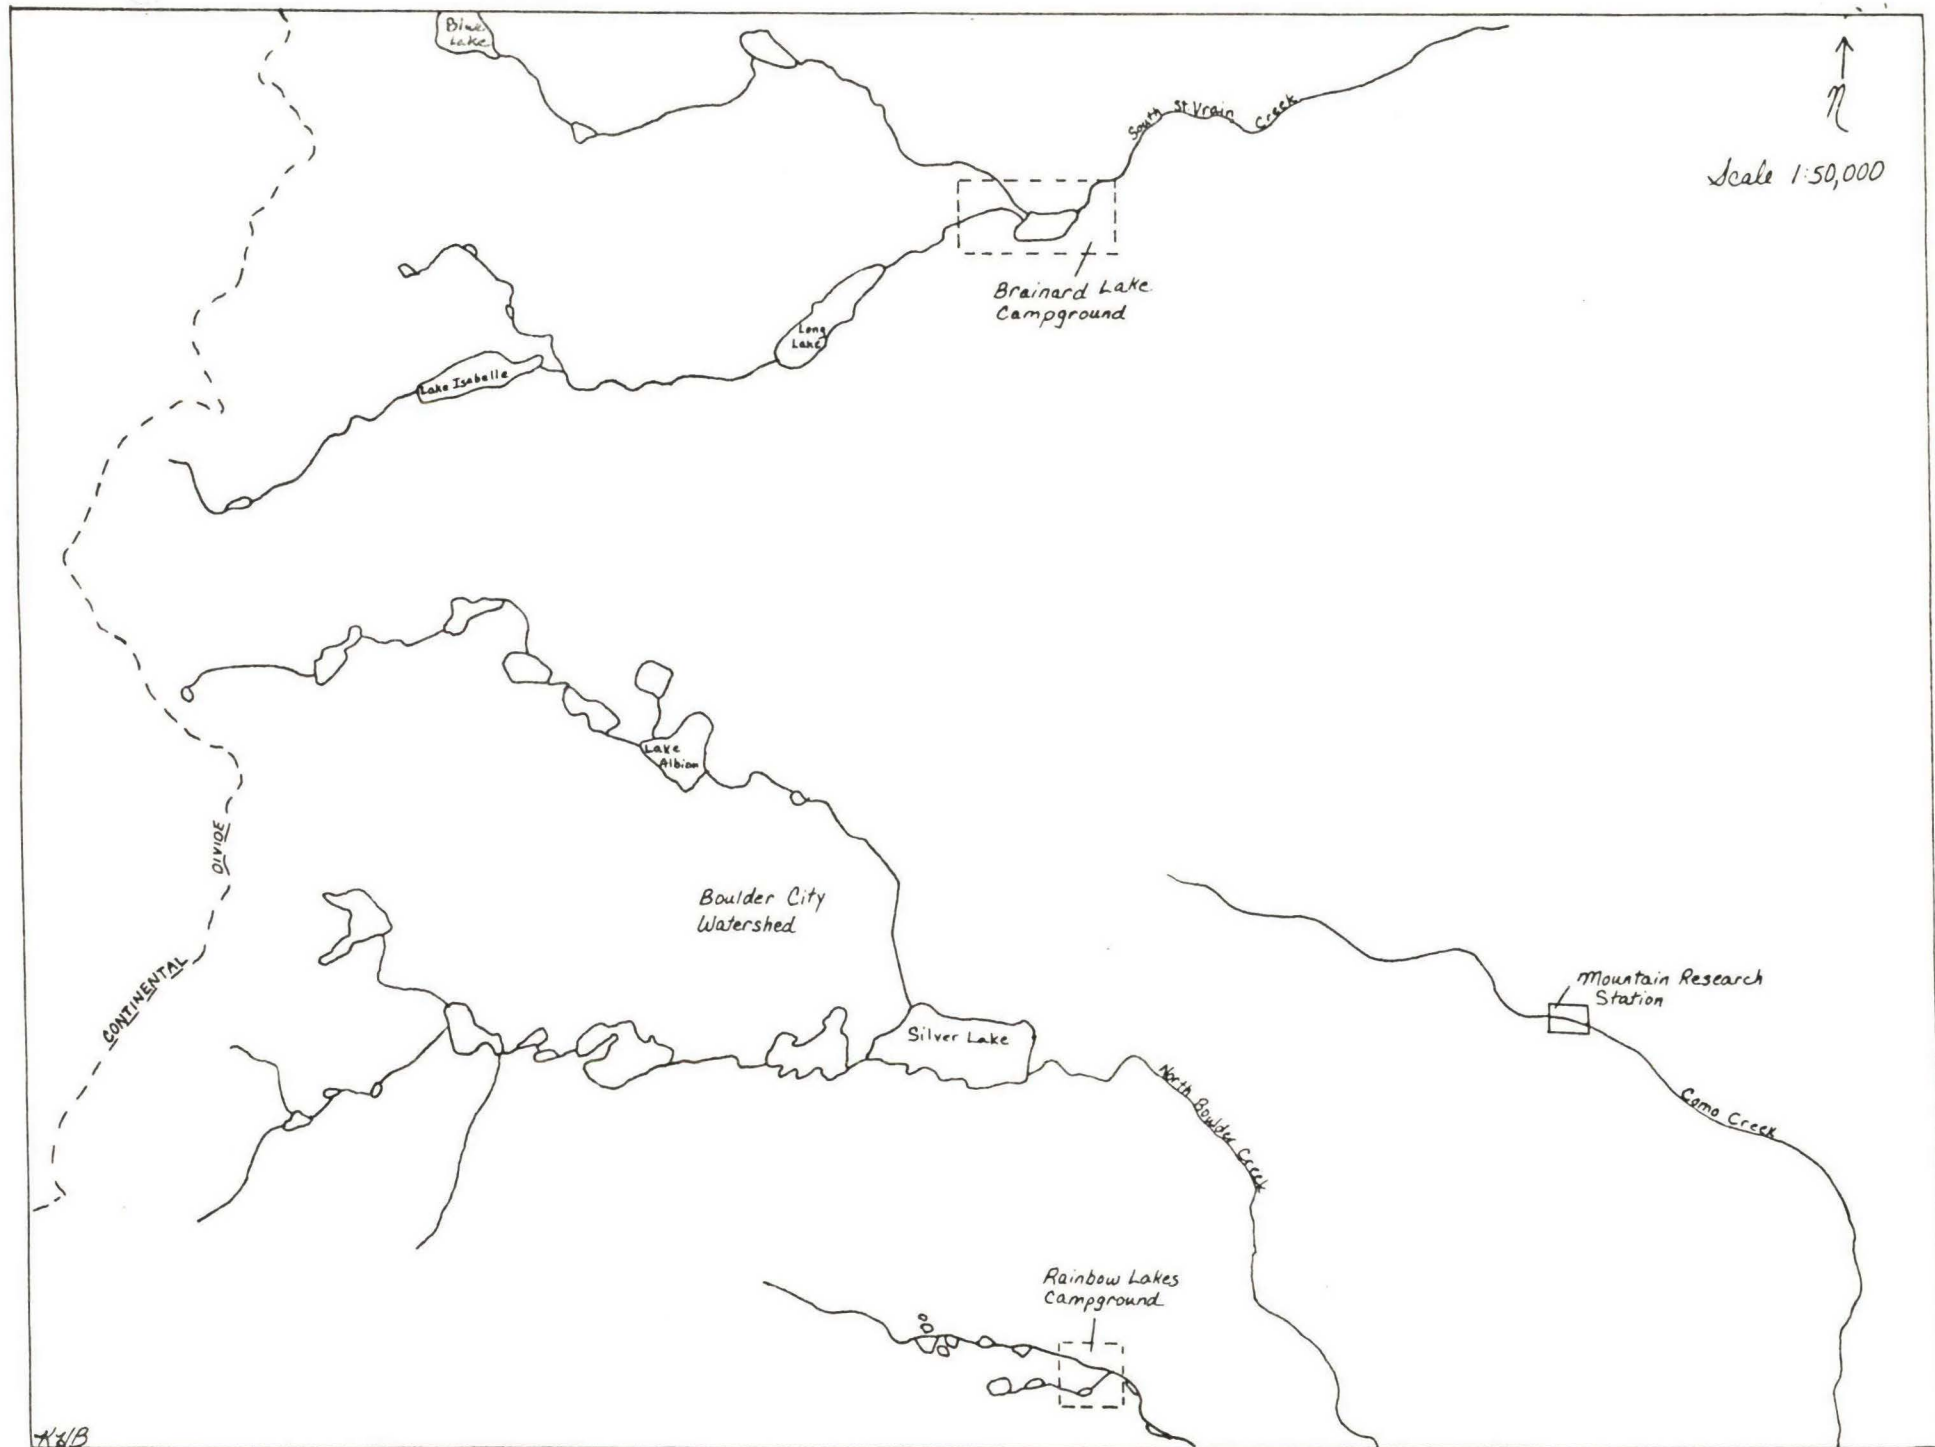 Blue
Lake
South St Vrain Creek
N
Scale 1:50,000
Brainard Lake
Campground
Long
Lake
Lake Isabelle
Lake
Albion
CONTINENTAL DIVIDE
Boulder City
Watershed
Mountain Research
Station
Silver Lake
North Boulder Creek
Como Creek
Rainbow Lakes
Campground